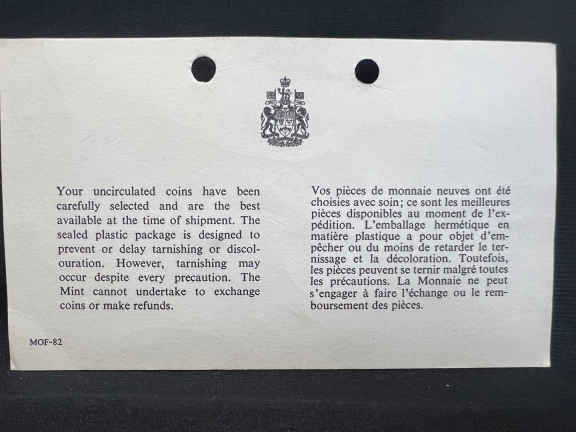 Your uncirculated coins have been
carefully selected and are the best
available at the time of shipment. The
sealed plastic package is designed to
prevent or delay tarnishing or discol-
ouration. However, tarnishing may
occur despite every precaution. The
Mint cannot undertake to exchange
coins or make refunds.
Vos pièces de monnaie neuves ont été
choisies avec soin; ce sont les meilleures
pièces disponibles au moment de l'ex-
pédition. L'emballage hermétique en
matière plastique a pour objet d'em-
pêcher ou du moins de retarder le ter-
nissage et la décoloration. Toutefois,
les pièces peuvent se ternir malgré toutes
les précautions. La Monnaie ne peut
s'engager à faire l'échange ou le rem-
boursement des pièces.
MOF-82